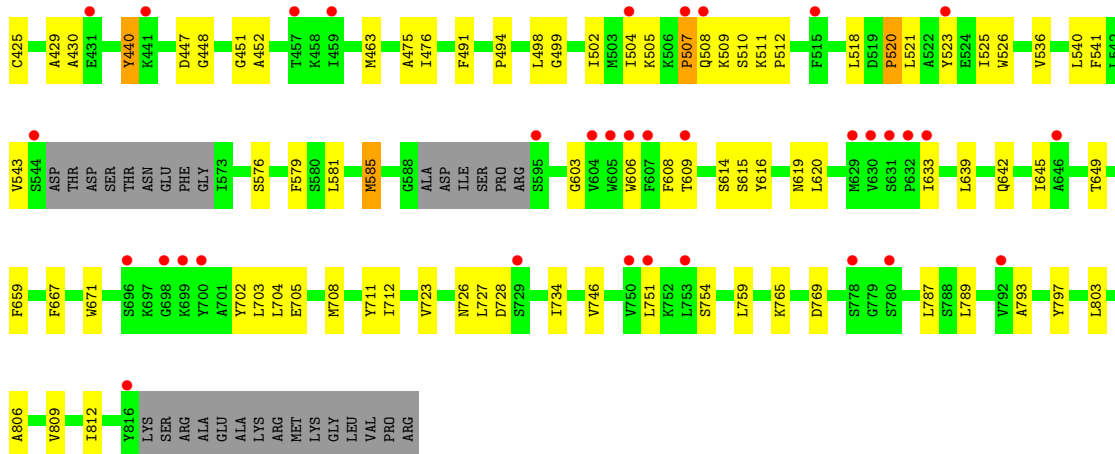 C425 A429 A430 E431 Y440 K441 D447 G448 G451 A452 T457 K458 I459 M463 A475 I476 F491 P494 L498 G499 I502 M503 I504 K505 K506 P507 Q508 K509 S510 K511 P512 F515 L518 D519 P520 L521 A522 Y523 E524 I525 W526 V536 L540 F541 L542
V543 S544 ASP THR ASP SER THR ASN GLU PHE GLY I573 S576 F579 S580 L581 M585 G588 ALA ASP ILE SER PRO ARG S595 G603 V604 W605 W606 F607 F608 T609 S614 S615 Y616 N619 L620 M629 V630 S631 P632 I633 L639 Q642 I645 A646 T649
F659 F667 W671 S696 K697 G698 K699 Y700 A701 Y702 L703 L704 E705 M708 Y711 I712 V723 N726 L727 D728 S729 I734 V746 V750 L751 K752 L753 S754 L759 K765 D769 S778 G779 S780 L787 S788 L789 V792 A793 Y797 L803
A806 V809 I812 Y816 LYS SER ARG ALA GLU ALA LYS ARG MET LYS GLY LEU VAL PRO ARG